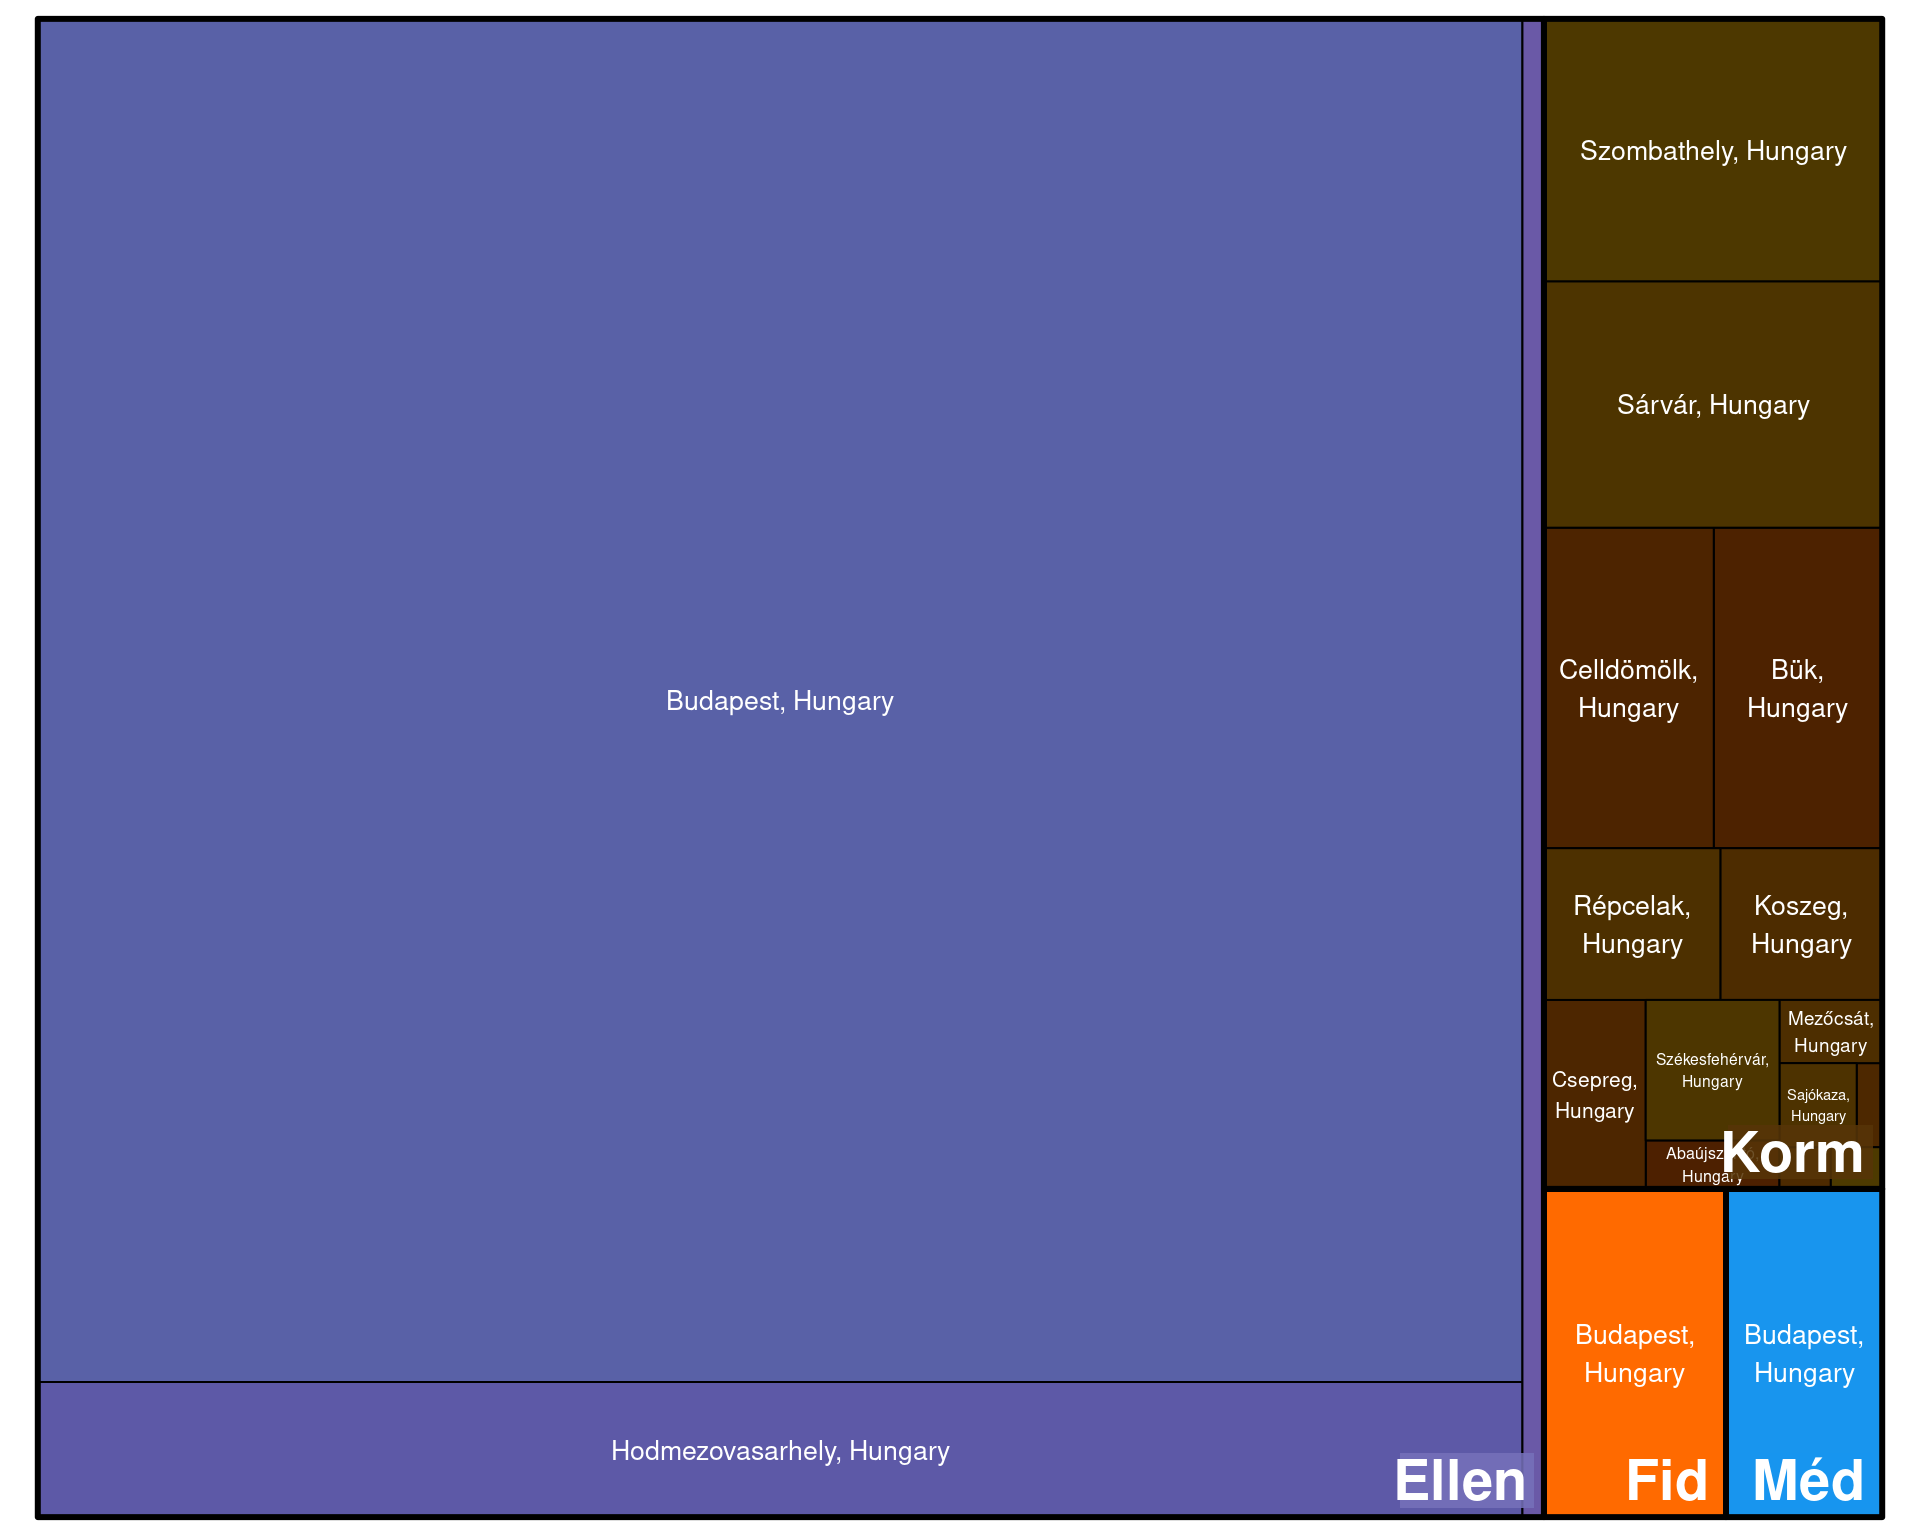 Budapest, Hungary
Hodmezovasarhely, Hungary
Ellen
Szombathely, Hungary
Sárvár, Hungary
Celldömölk,
Hungary
Bük,
Hungary
Répcelak,
Hungary
Koszeg,
Hungary
Csepreg,
Hungary
Székesfehérvár,
Hungary
Mezőcsát,
Hungary
Sajókaza,
Hungary
Hungary
Korm
Budapest,
Hungary
Fid
Budapest,
Hungary
Méd